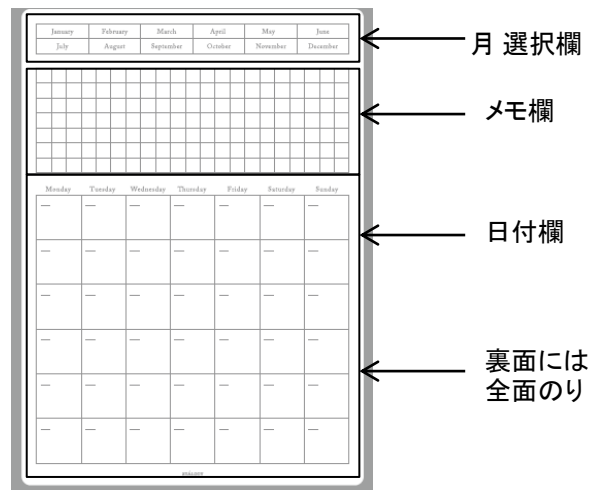 January February March April May June
July August September October November December
月 選択欄
メモ欄
Monday Tuesday Wednesday Thursday Friday Saturday Sunday
日付欄
裏面には
全面のり